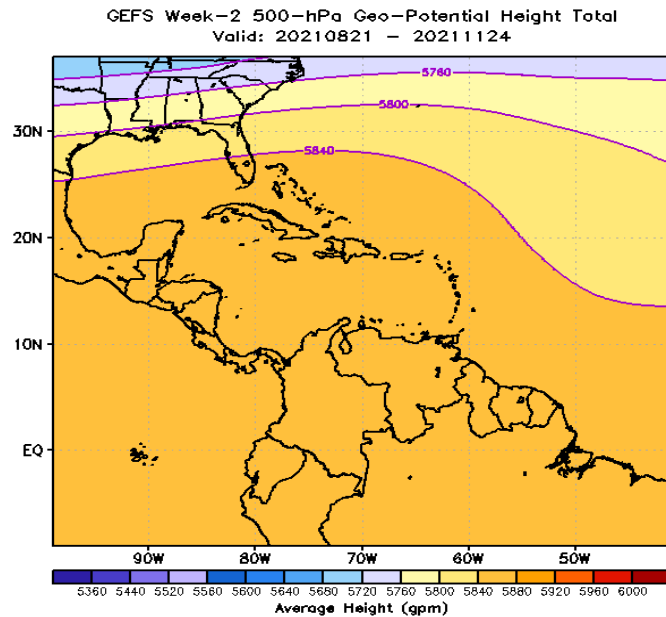 GEFS Week-2 500-hPa Geo-Potential Height Total
Valid: 20210821 - 20211124
5760
5800
30N
5840
20N
10N
EQ
90W 80W 70W 60W 50W
5360 5440 5520 5560 5600 5640 5680 5720 5760 5800 5840 5880 5920 5960 6000
Average Height (gpm)